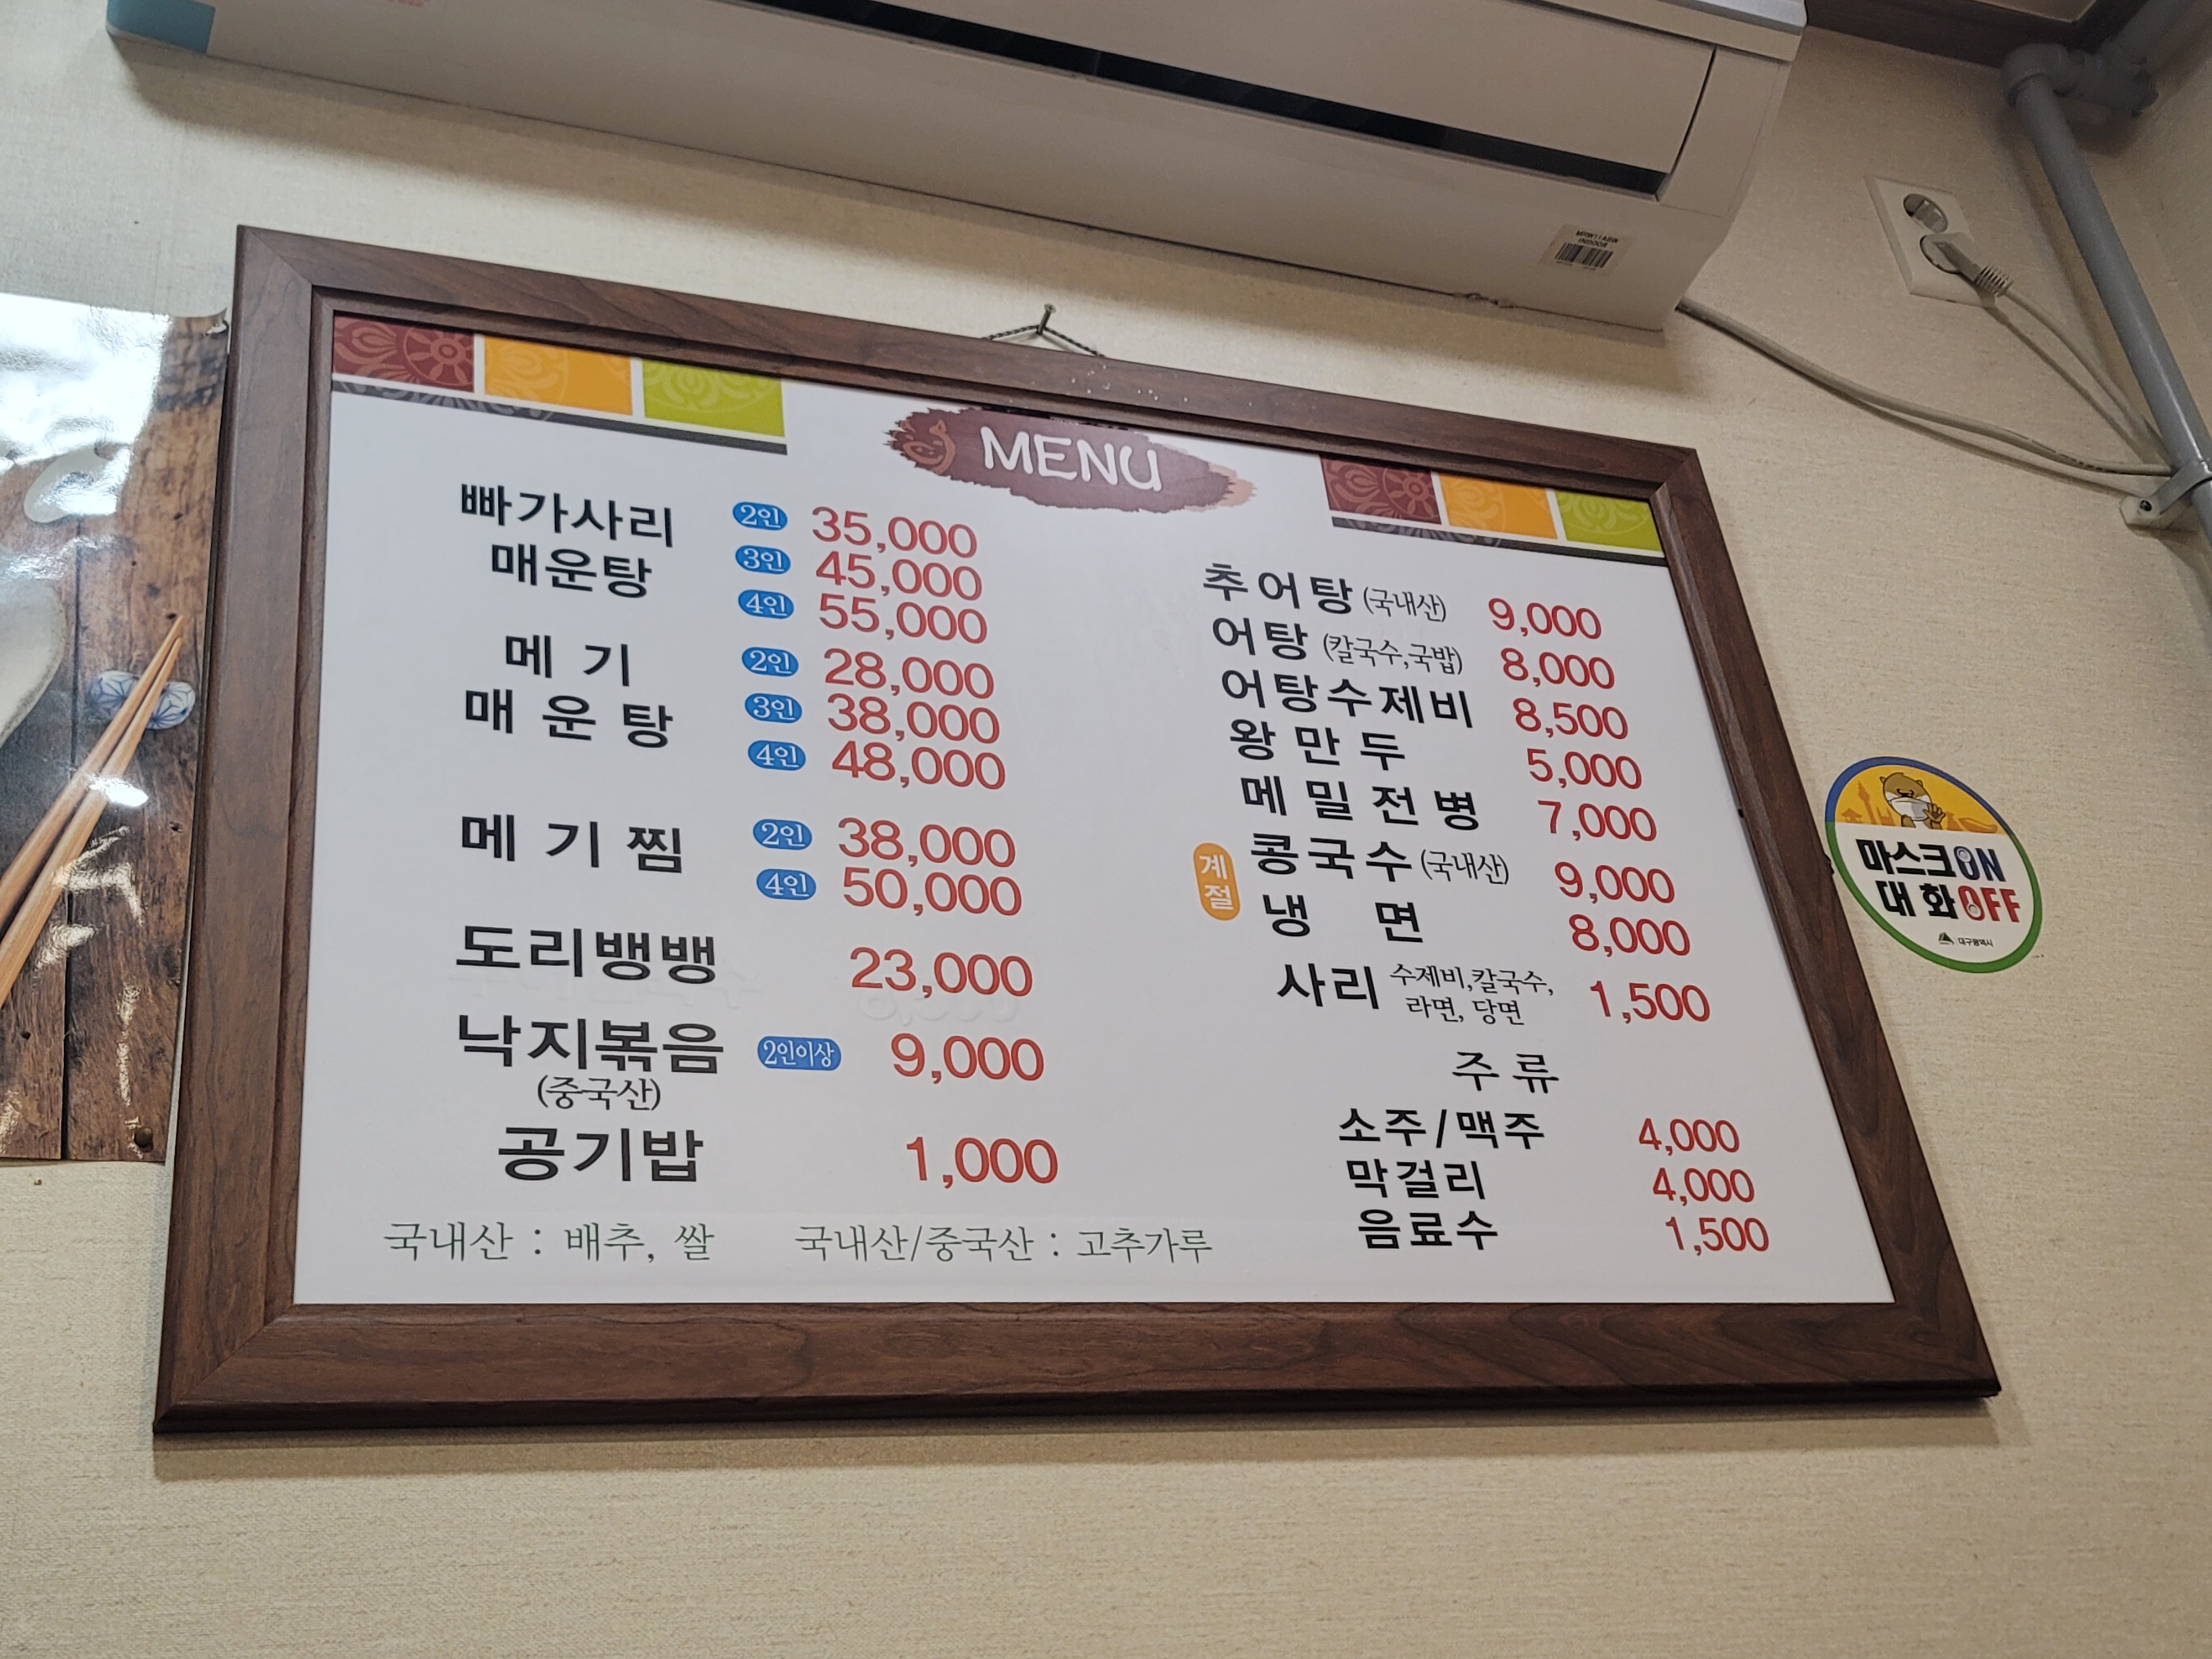 MENU
빠가사리 2인 35,000
매운탕 3인 45,000
4인 55,000
메 기 2인 28,000
매 운 탕 3인 38,000
4인 48,000
메 기 찜 2인 38,000
4인 50,000
도리뱅뱅 23,000
낙지볶음 2인이상 9,000
(중국산)
공기밥 1,000
국내산 : 배추, 쌀 국내산/중국산 : 고추가루
추어탕 (국내산) 9,000
어탕 (칼국수,국밥) 8,000
어탕수제비 8,500
왕 만 두 5,000
메 밀 전 병 7,000
계절
콩국수 (국내산) 9,000
냉 면 8,000
사리 수제비,칼국수, 1,500
라면, 당면
주 류
소주/맥주 4,000
막걸리 4,000
음료수 1,500
마스크ON
대화OFF
대구광역시
INDOOR